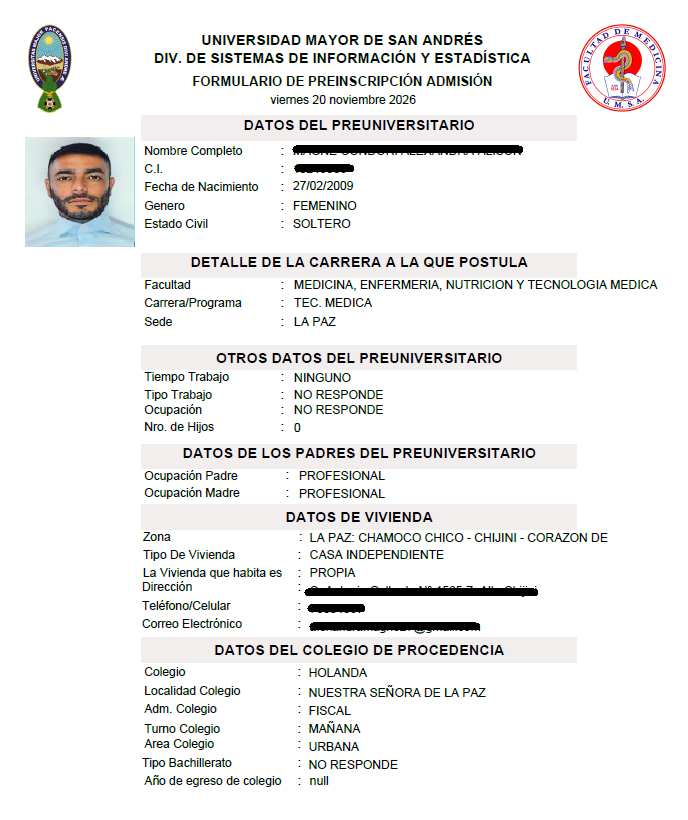 UNIVERSIDAD MAYOR DE SAN ANDRÉS
DIV. DE SISTEMAS DE INFORMACIÓN Y ESTADÍSTICA
FORMULARIO DE PREINSCRIPCIÓN ADMISIÓN
viernes 20 noviembre 2026
FACULTAD DE MEDICINA
U.M.S.A.
DATOS DEL PREUNIVERSITARIO
Nombre Completo :
C.I. :
Fecha de Nacimiento : 27/02/2009
Genero : FEMENINO
Estado Civil : SOLTERO
DETALLE DE LA CARRERA A LA QUE POSTULA
Facultad : MEDICINA, ENFERMERIA, NUTRICION Y TECNOLOGIA MEDICA
Carrera/Programa : TEC. MEDICA
Sede : LA PAZ
OTROS DATOS DEL PREUNIVERSITARIO
Tiempo Trabajo : NINGUNO
Tipo Trabajo : NO RESPONDE
Ocupación : NO RESPONDE
Nro. de Hijos : 0
DATOS DE LOS PADRES DEL PREUNIVERSITARIO
Ocupación Padre : PROFESIONAL
Ocupación Madre : PROFESIONAL
DATOS DE VIVIENDA
Zona : LA PAZ: CHAMOCO CHICO - CHIJINI - CORAZON DE
Tipo De Vivienda : CASA INDEPENDIENTE
La Vivienda que habita es : PROPIA
Dirección :
Teléfono/Celular :
Correo Electrónico :
DATOS DEL COLEGIO DE PROCEDENCIA
Colegio : HOLANDA
Localidad Colegio : NUESTRA SEÑORA DE LA PAZ
Adm. Colegio : FISCAL
Turno Colegio : MAÑANA
Area Colegio : URBANA
Tipo Bachillerato : NO RESPONDE
Año de egreso de colegio : null